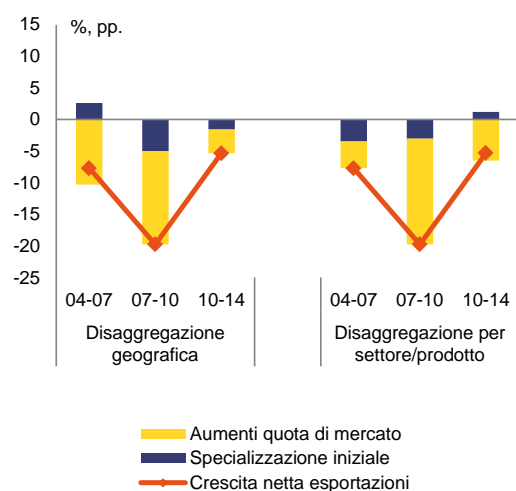 %, pp.
15
10
5
0
-5
-10
-15
-20
-25
04-07 07-10 10-14 04-07 07-10 10-14
Disaggregazione geografica
Disaggregazione per settore/prodotto
Aumenti quota di mercato
Specializzazione iniziale
Crescita netta esportazioni